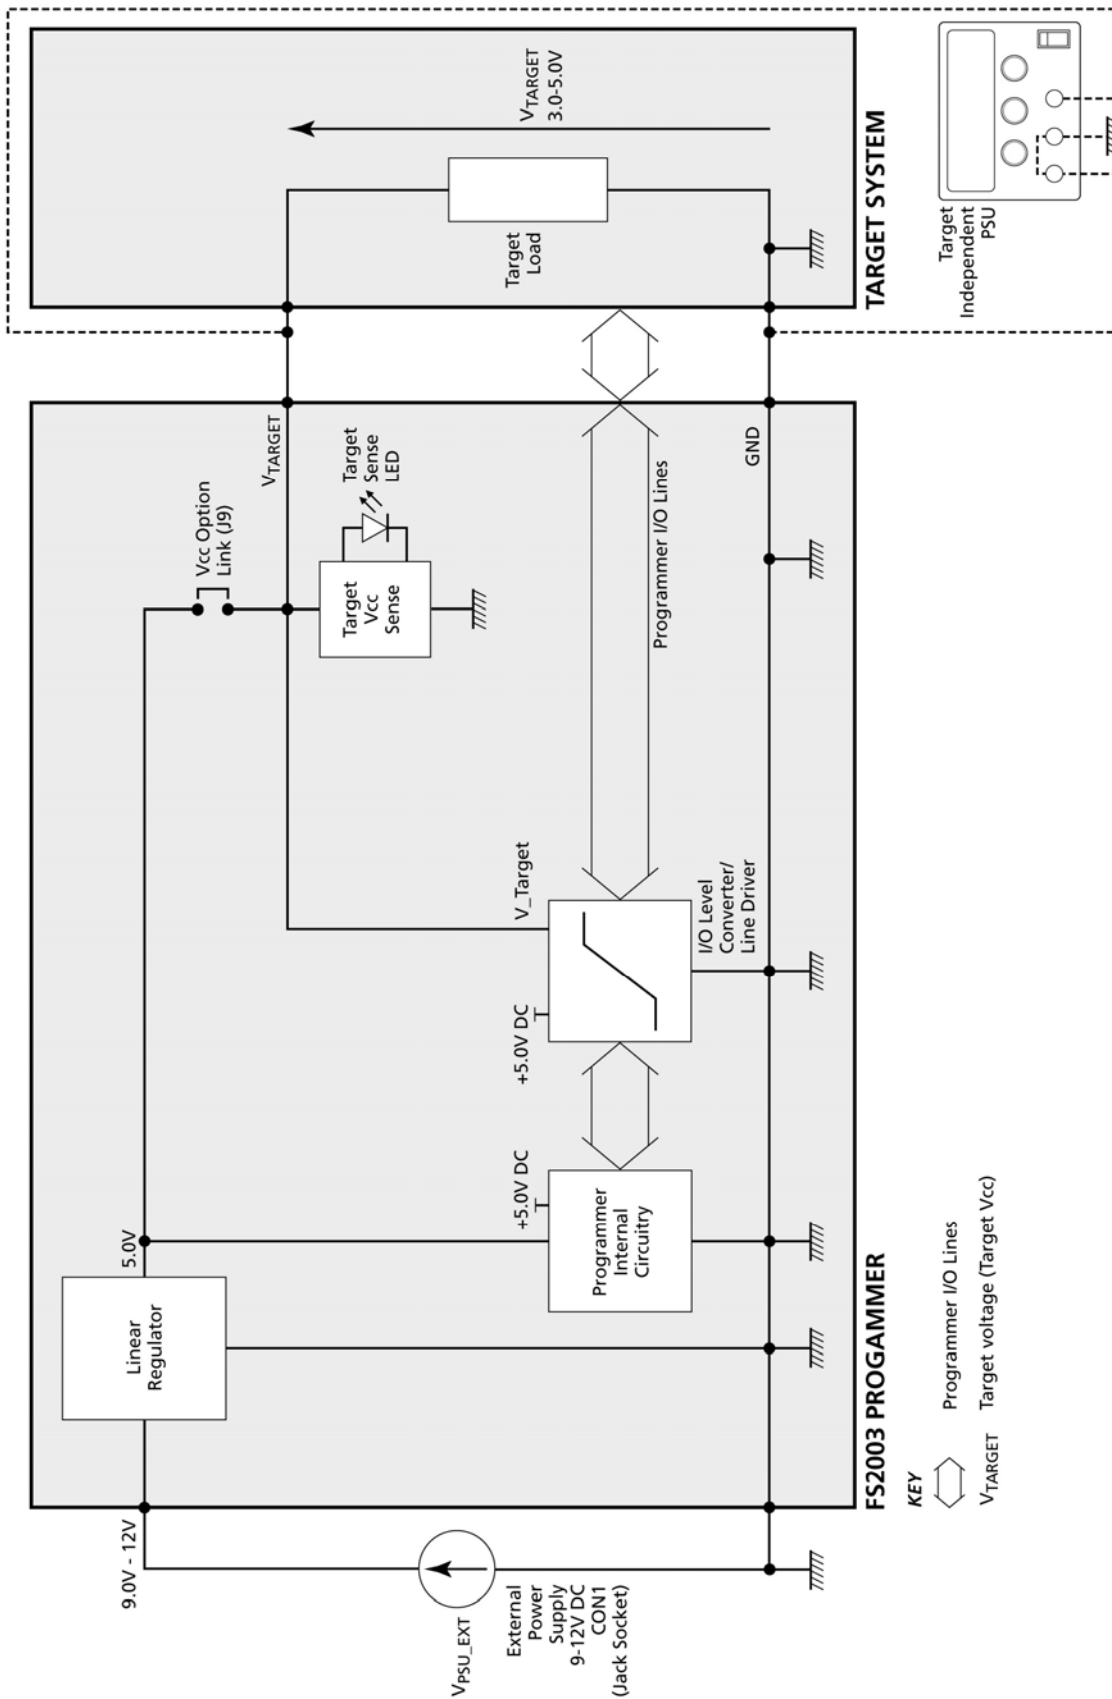 9.0V - 12V
VPSU_EXT
External
Power
Supply
9-12V DC
CON1
(Jack Socket)
Linear
Regulator
5.0V
Vcc Option
Link (J9)
VTARGET
Target
Vcc
Sense
Target
Sense
LED
+5.0V DC
Programmer
Internal
Circuitry
+5.0V DC
V_Target
I/O Level
Converter/
Line Driver
Programmer I/O Lines
GND
FS2003 PROGAMMER
Target
Load
VTARGET
3.0-5.0V
TARGET SYSTEM
Target
Independent
PSU
KEY
Programmer I/O Lines
VTARGET Target voltage (Target Vcc)